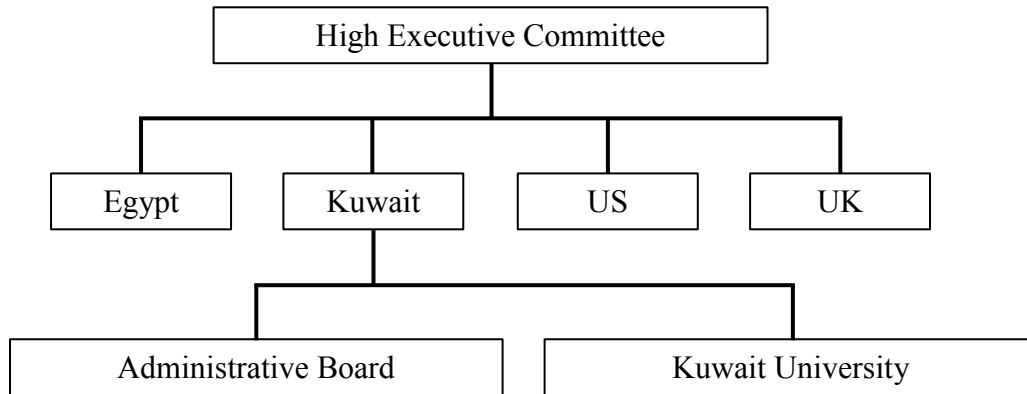 High Executive Committee
Egypt
Kuwait
US
UK
Administrative Board
Kuwait University